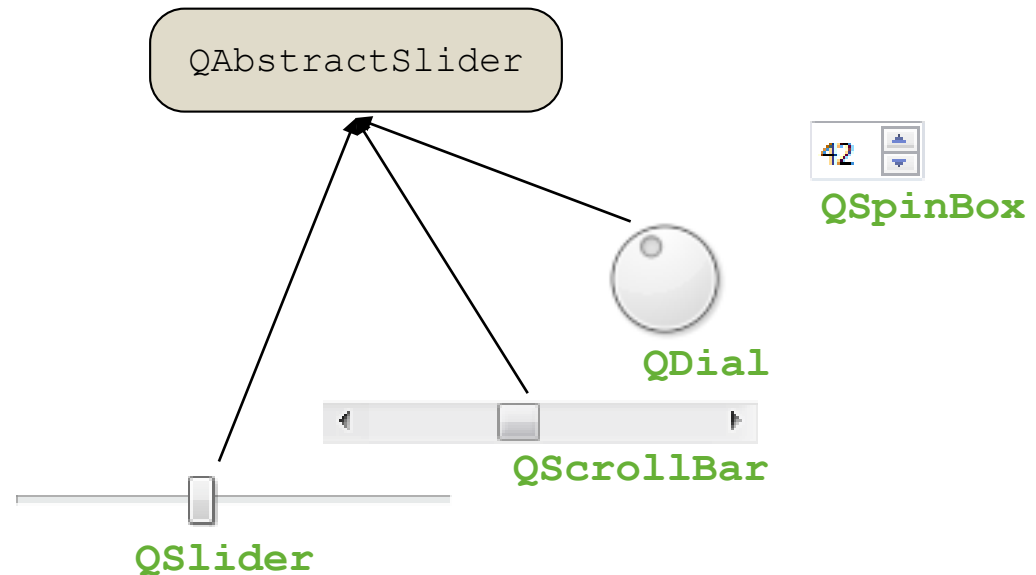 QAbstractSlider
42
QSpinBox
QDial
QScrollBar
QSlider